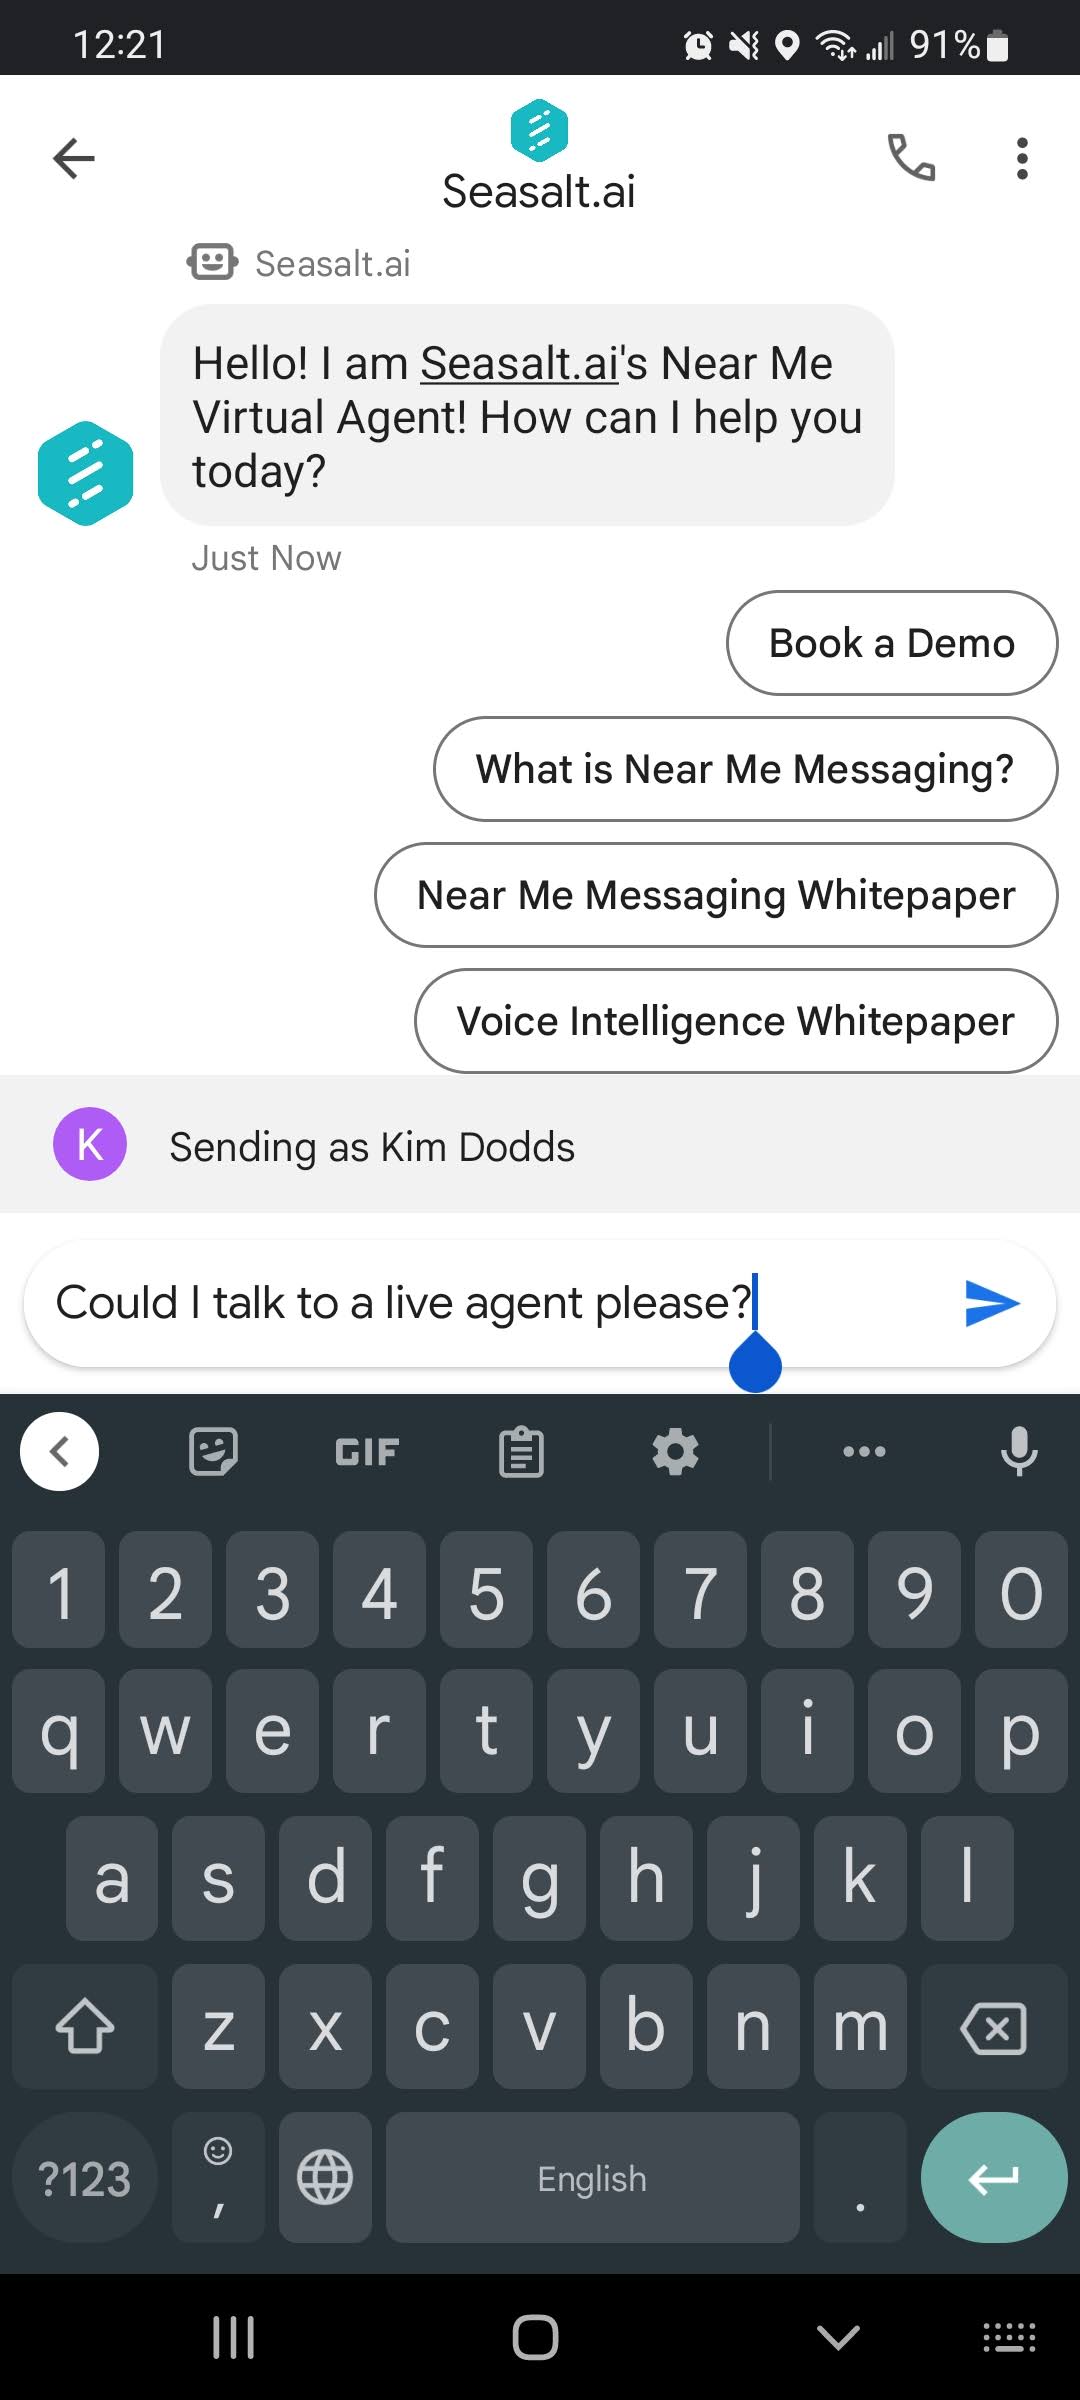 12:21
91%
Seasalt.ai
Seasalt.ai
Hello! I am Seasalt.ai's Near Me
Virtual Agent! How can I help you
today?
Just Now
Book a Demo
What is Near Me Messaging?
Near Me Messaging Whitepaper
Voice Intelligence Whitepaper
K
Sending as Kim Dodds
Could I talk to a live agent please?
GIF
1 2 3 4 5 6 7 8 9 0
q w e r t y u i o p
a s d f g h j k l
z x c v b n m
?123 , English .